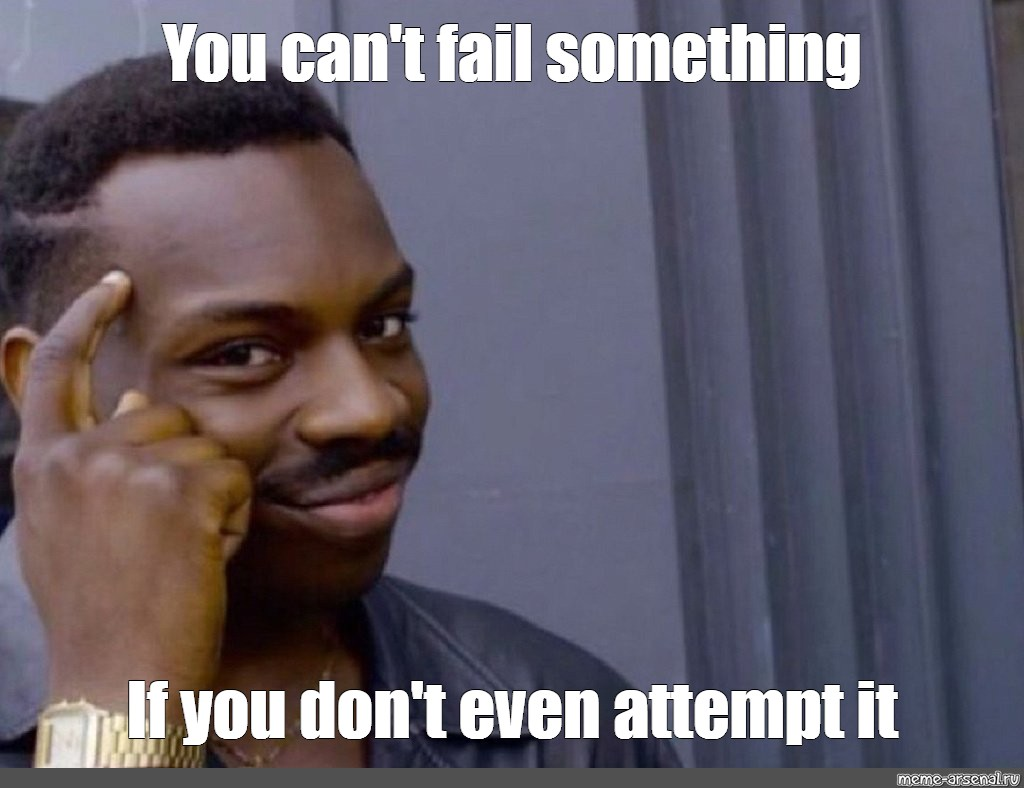 You can't fail something
If you don't even attempt it
meme-arsenal.ru